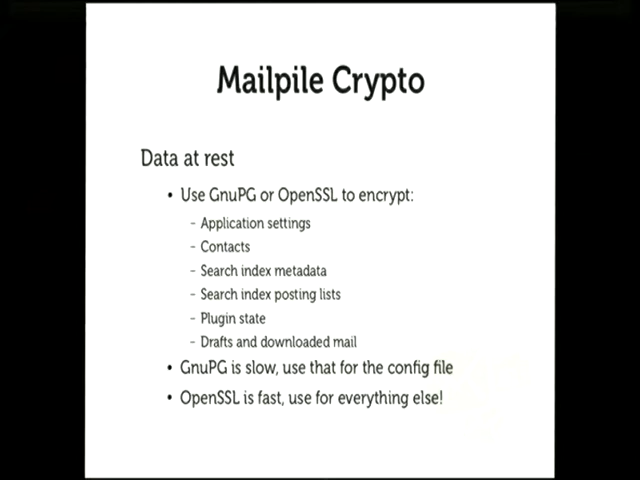 Mailpile Crypto
Data at rest
• Use GnuPG or OpenSSL to encrypt:
- Application settings
- Contacts
- Search index metadata
- Search index posting lists
- Plugin state
- Drafts and downloaded mail
• GnuPG is slow, use that for the config file
• OpenSSL is fast, use for everything else!